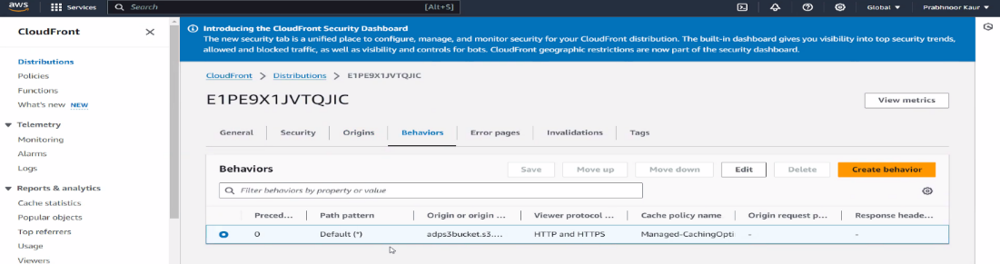 aws
Services
Search
[Alt+S]
Global
Prabhnoor Kaur
CloudFront
Distributions
Policies
Functions
What's new NEW
Telemetry
Monitoring
Alarms
Logs
Reports & analytics
Cache statistics
Popular objects
Top referrers
Usage
Viewers
Introducing the CloudFront Security Dashboard
The new security tab is a unified place to configure, manage, and monitor security for your CloudFront distribution. The built-in dashboard gives you visibility into top security trends,
allowed and blocked traffic, as well as visibility and controls for bots. CloudFront geographic restrictions are now part of the security dashboard.
CloudFront > Distributions > E1PE9X1JVTQJIC
E1PE9X1JVTQJIC
View metrics
General
Security
Origins
Behaviors
Error pages
Invalidations
Tags
Behaviors
Save
Move up
Move down
Edit
Delete
Create behavior
Filter behaviors by property or value
Preced... Path pattern Origin or origin ... Viewer protocol ... Cache policy name Origin request p... Response heade...
0 Default (*) adps3bucket.s3.... HTTP and HTTPS Managed-CachingOpti - -